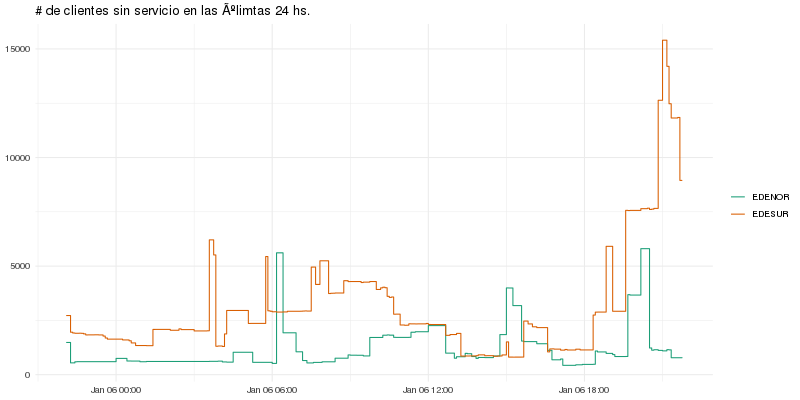 # de clientes sin servicio en las Ãºlimtas 24 hs.
15000
10000
5000
0
Jan 06 00:00
Jan 06 06:00
Jan 06 12:00
Jan 06 18:00
EDENOR
EDESUR